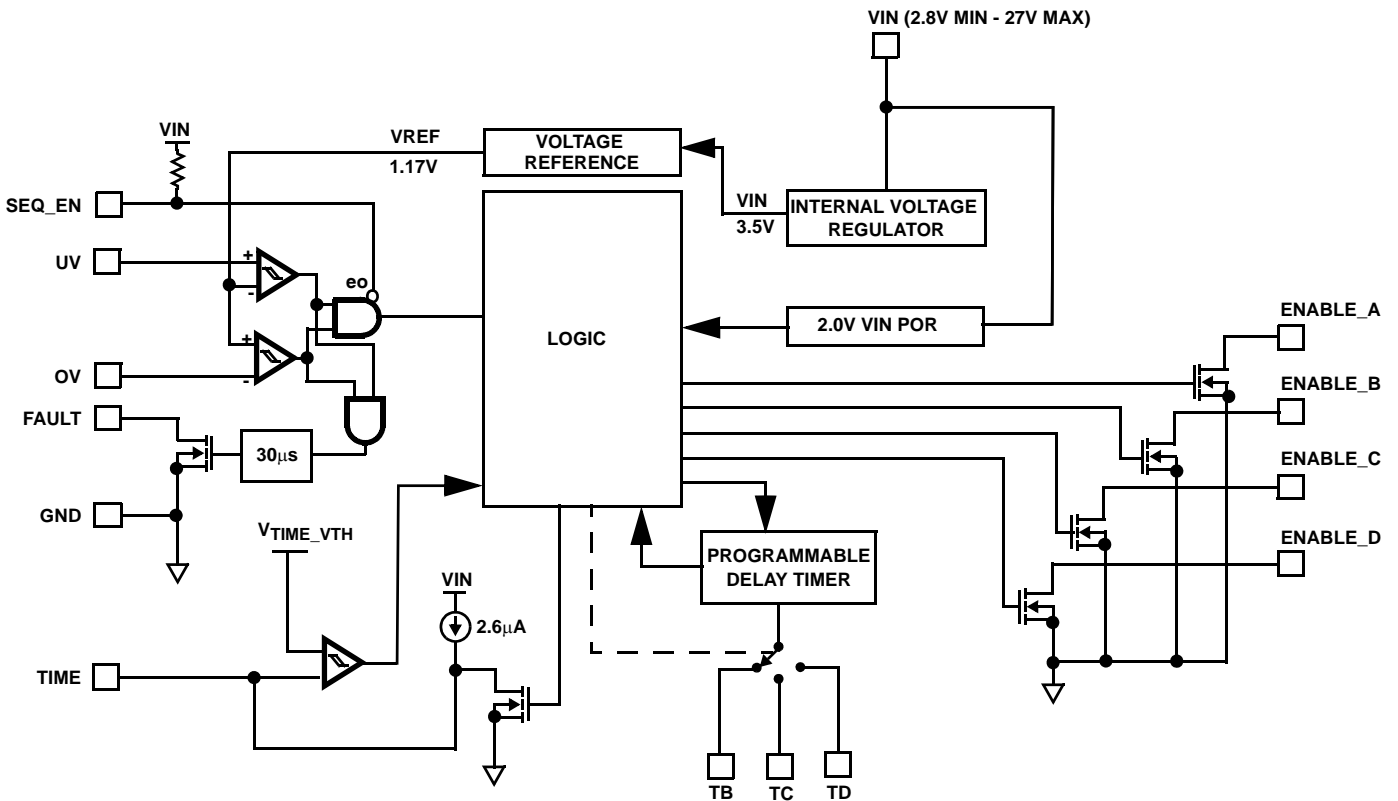 VIN (2.8V MIN - 27V MAX)
VIN
VREF
1.17V
VOLTAGE
REFERENCE
SEQ_EN
VIN
3.5V
INTERNAL VOLTAGE
REGULATOR
UV
+
-
eo
LOGIC
2.0V VIN POR
ENABLE_A
+
-
OV
FAULT
ENABLE_B
30μs
ENABLE_C
GND
VTIME_VTH
PROGRAMMABLE
DELAY TIMER
ENABLE_D
VIN
2.6μA
TIME
TB
TC
TD